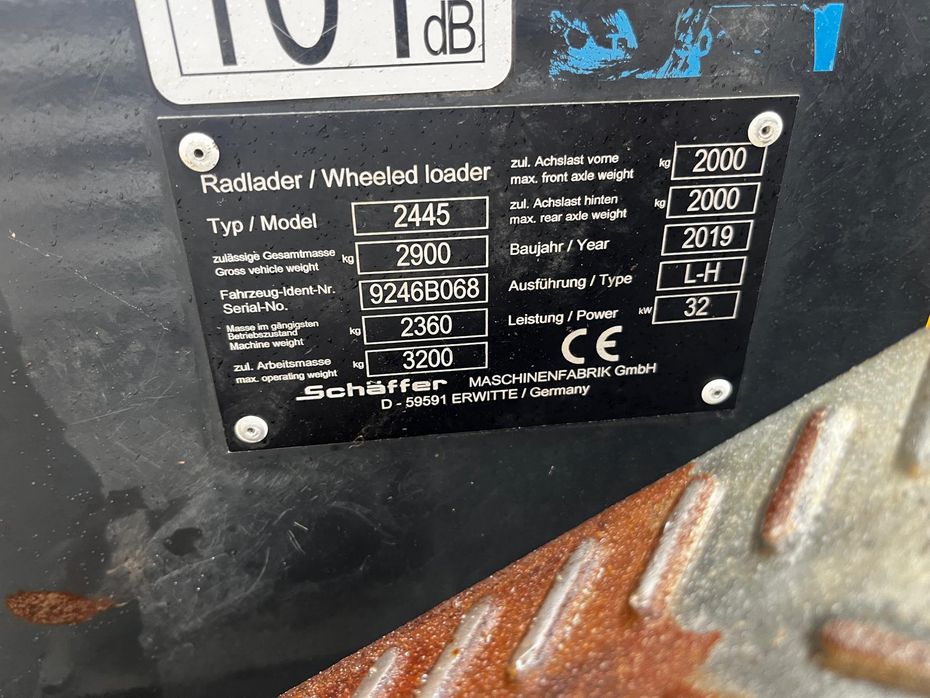 101
dB
Radlader / Wheeled loader
Typ / Model 2445
zulässige Gesamtmasse
Gross vehicle weight kg 2900
Fahrzeug-Ident-Nr.
Serial-No. 9246B068
Masse im gängigsten
Betriebszustand
Machine weight kg 2360
zul. Arbeitsmasse
max. operating weight kg 3200
zul. Achslast vorne
max. front axle weight kg 2000
zul. Achslast hinten
max. rear axle weight kg 2000
Baujahr / Year 2019
Ausführung / Type L-H
Leistung / Power kW 32
CE
Schäffer MASCHINENFABRIK GmbH
D - 59591 ERWITTE / Germany